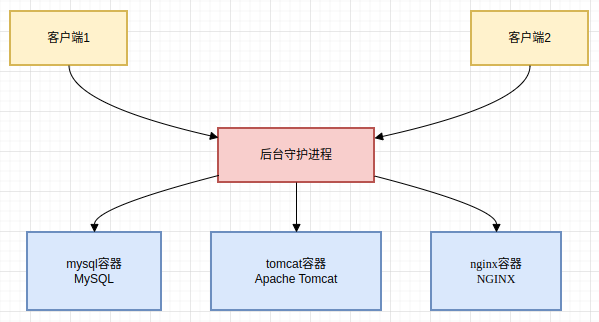 客户端1
客户端2
后台守护进程
mysql容器
MySQL
tomcat容器
Apache Tomcat
nginx容器
NGINX